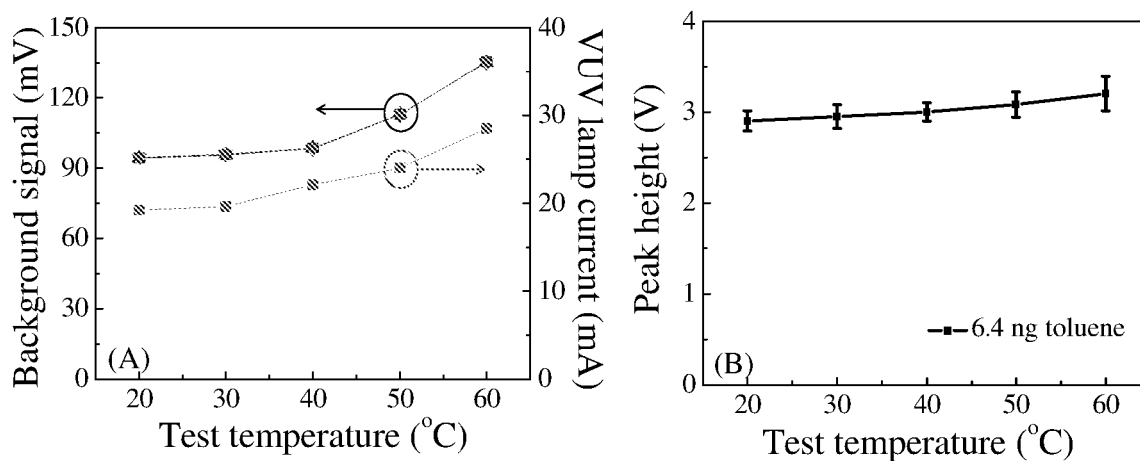 Background signal (mV)
150
120
90
60
30
0
(A)
20 30 40 50 60
Test temperature (°C)
40
30
20
10
0
VUV lamp current (mA)
Peak height (V)
4
3
2
1
0
(B)
6.4 ng toluene
20 30 40 50 60
Test temperature (°C)